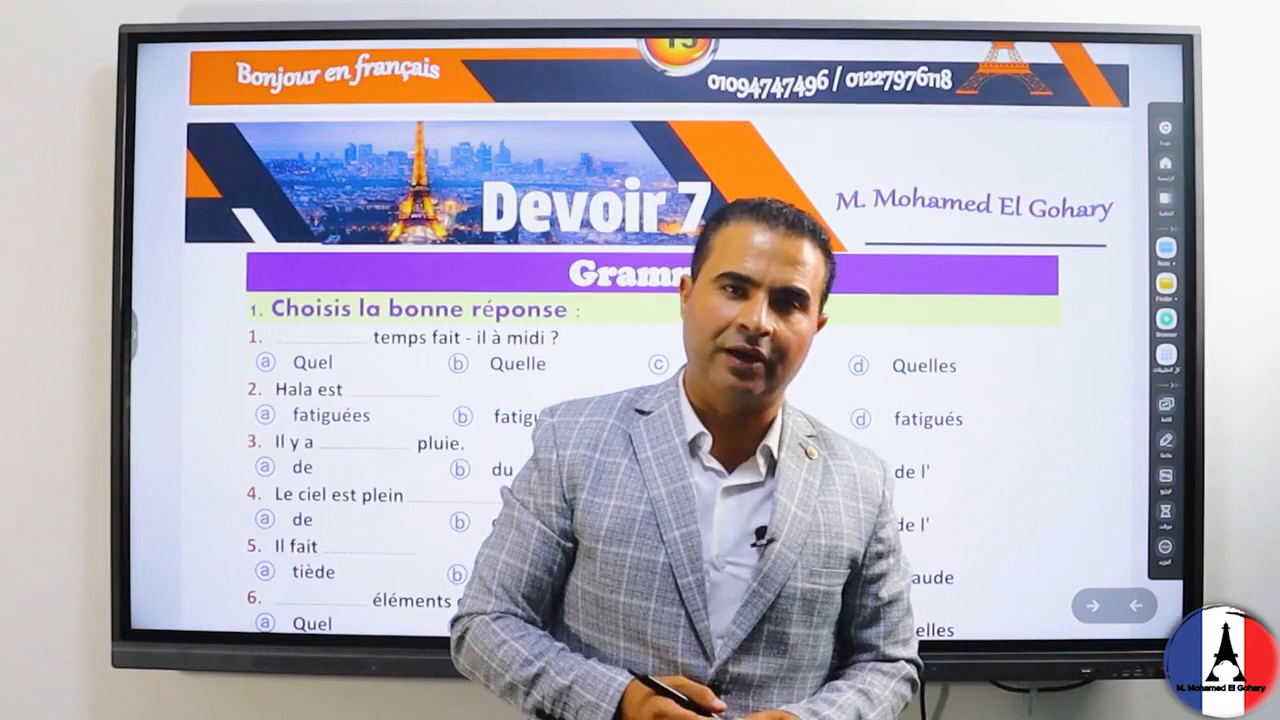 15
Bonjour en français
01094747496 / 01227976118
Devoir 7
M. Mohamed El Gohary
1. Choisis la bonne réponse :
1. .................... temps fait - il à midi ?
a Quel b Quelle c d Quelles
2. Hala est ....................
a fatiguées b d fatigués
3. Il y a .................... pluie.
a de b du de l'
4. Le ciel est plein ....................
a de b de l'
5. Il fait ....................
a tiède b
6. .................... éléments
a Quel
M. Mohamed El Gohary